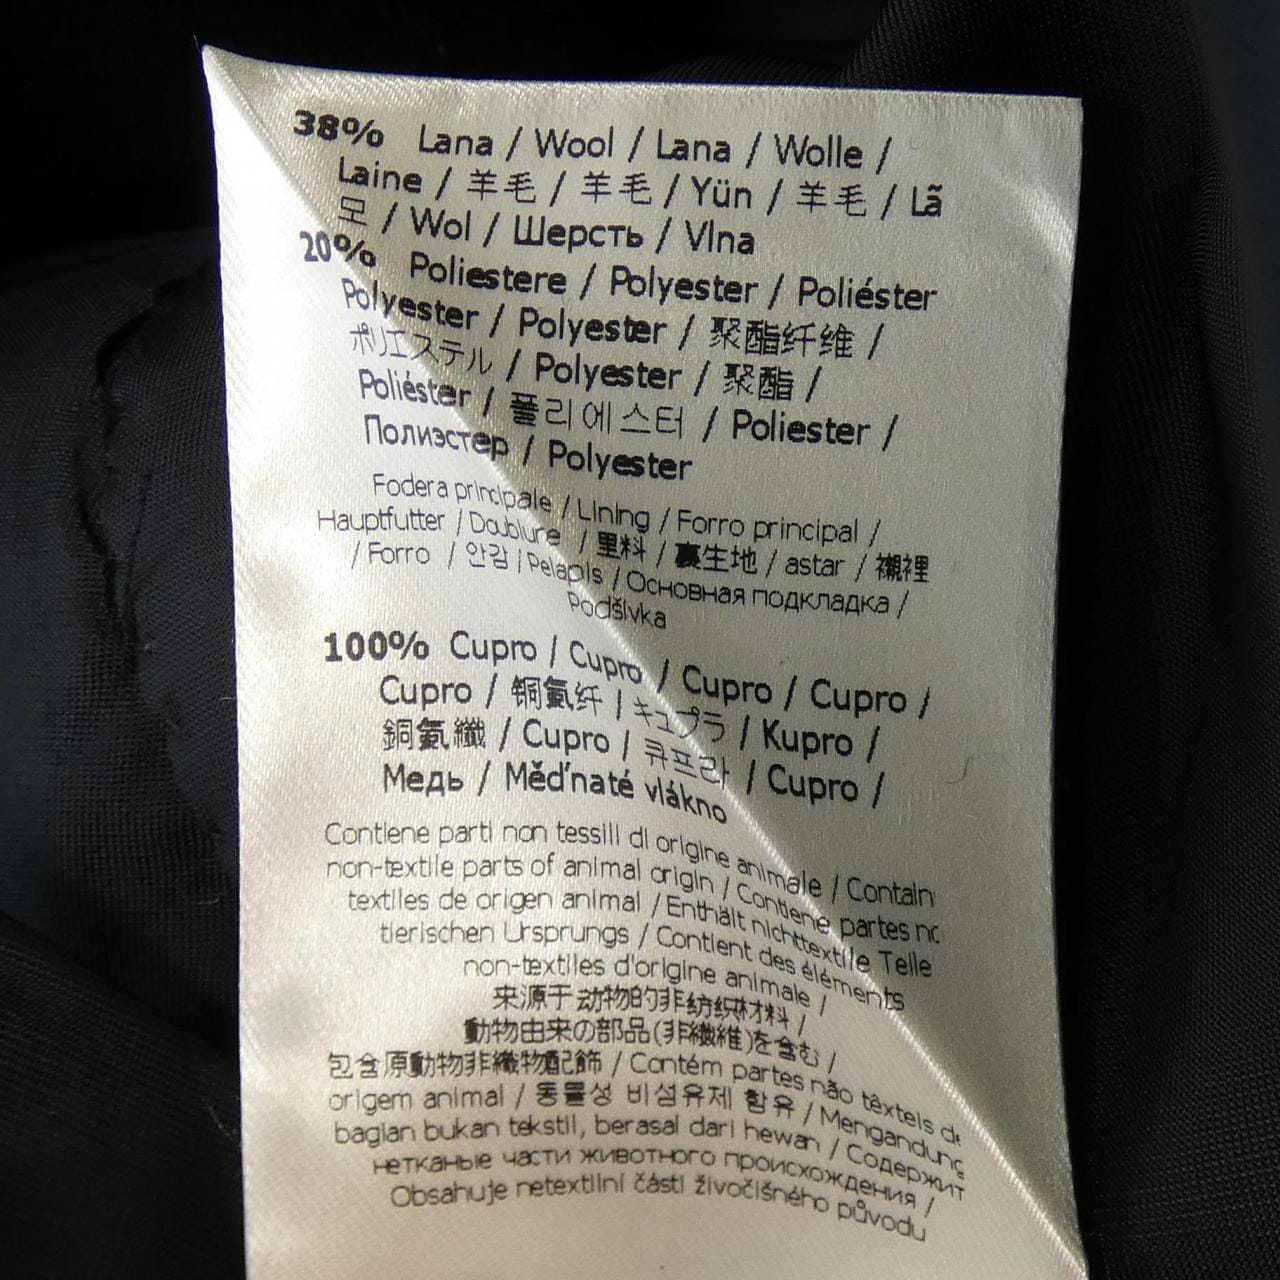 38% Lana / Wool / Lana / Wolle /
Laine / 羊毛 / 羊毛 / Yün / 羊毛 / Lã
모 / Wol / Шерсть / Vlna
20% Poliestere / Polyester / Poliéster
Polyester / Polyester / 聚酯纤维 /
ポリエステル / Polyester / 聚酯 /
Poliéster / 폴리에스터 / Poliester /
Полиэстер / Polyester
Fodera principale / Lining / Forro principal /
Hauptfutter / Doublure / 里料 / 裏生地 / astar / 襯裡
/ Forro / 안감 / Pelapis / Основная подкладка /
Podšívka
100% Cupro / Cupro / Cupro / Cupro /
Cupro / 铜氨纤 / キュプラ / Kupro /
銅氨纖 / Cupro / 큐프라 / Cupro /
Медь / Měďnaté vlákno
Contiene parti non tessili di origine animale / Contain
non-textile parts of animal origin / Contiene partes no
textiles de origen animal / Enthält nichttextile Teile
tierischen Ursprungs / Contient des éléments
non-textiles d'origine animale /
来源于动物的非纺织材料 /
動物由来の部品(非繊維)を含む /
包含原動物非織物配飾 / Contém partes não têxteis de
origem animal / 동물성 비섬유제 함유 / Mengandung
bagian bukan tekstil, berasal dari hewan / Содержит
нетканые части животного происхождения /
Obsahuje netextilní části živočišného původu